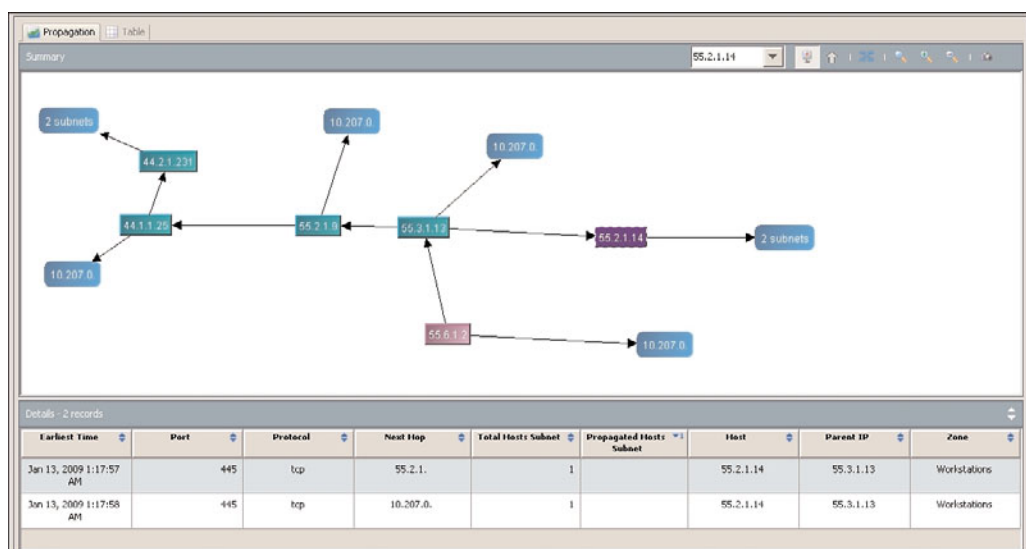 Propagation Table
Summary 55.2.1.14
2 subnets
10.207.0.
10.207.0.
44.2.1.231
44.1.1.25
55.2.1.9
55.3.1.13
55.2.1.14
2 subnets
10.207.0.
55.6.1.2
10.207.0.
Details - 2 records
Earliest Time Port Protocol Next Hop Total Hosts Subnet Propagated Hosts Subnet 1 Host Parent IP Zone
Jan 13, 2009 1:17:57 AM 445 tcp 55.2.1. 1 55.2.1.14 55.3.1.13 Workstations
Jan 13, 2009 1:17:58 AM 445 tcp 10.207.0. 1 55.2.1.14 55.3.1.13 Workstations